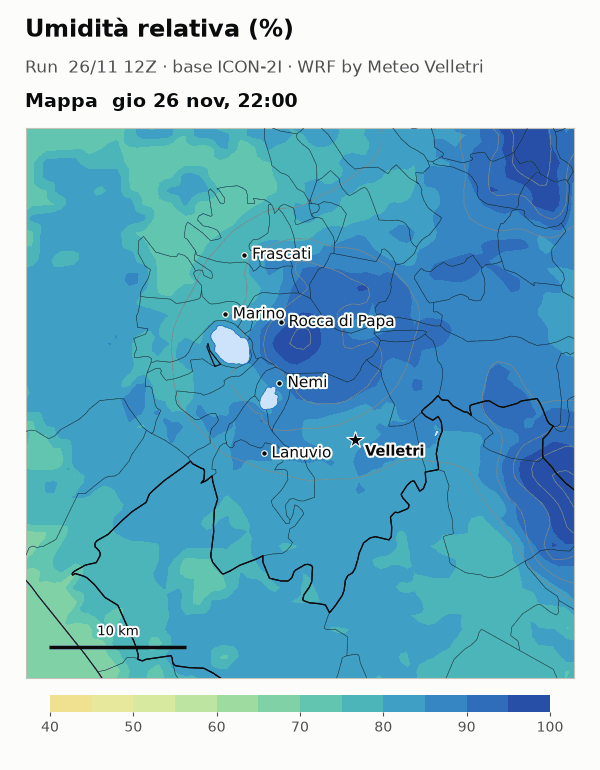 Umidità relativa (%)
Run  26/11 12Z · base ICON-2I · WRF by Meteo Velletri
Mappa  gio 26 nov, 22:00
Frascati
Marino
Rocca di Papa
Nemi
Velletri
Lanuvio
10 km
40 50 60 70 80 90 100